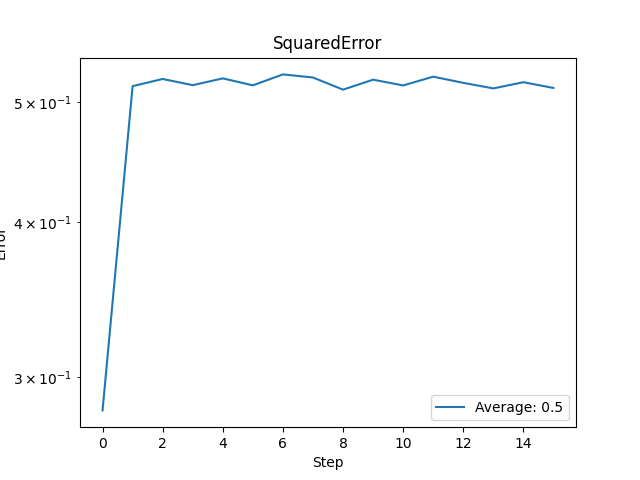 SquaredError
5 × 10⁻¹
4 × 10⁻¹
3 × 10⁻¹
Error
Average: 0.5
0 2 4 6 8 10 12 14
Step